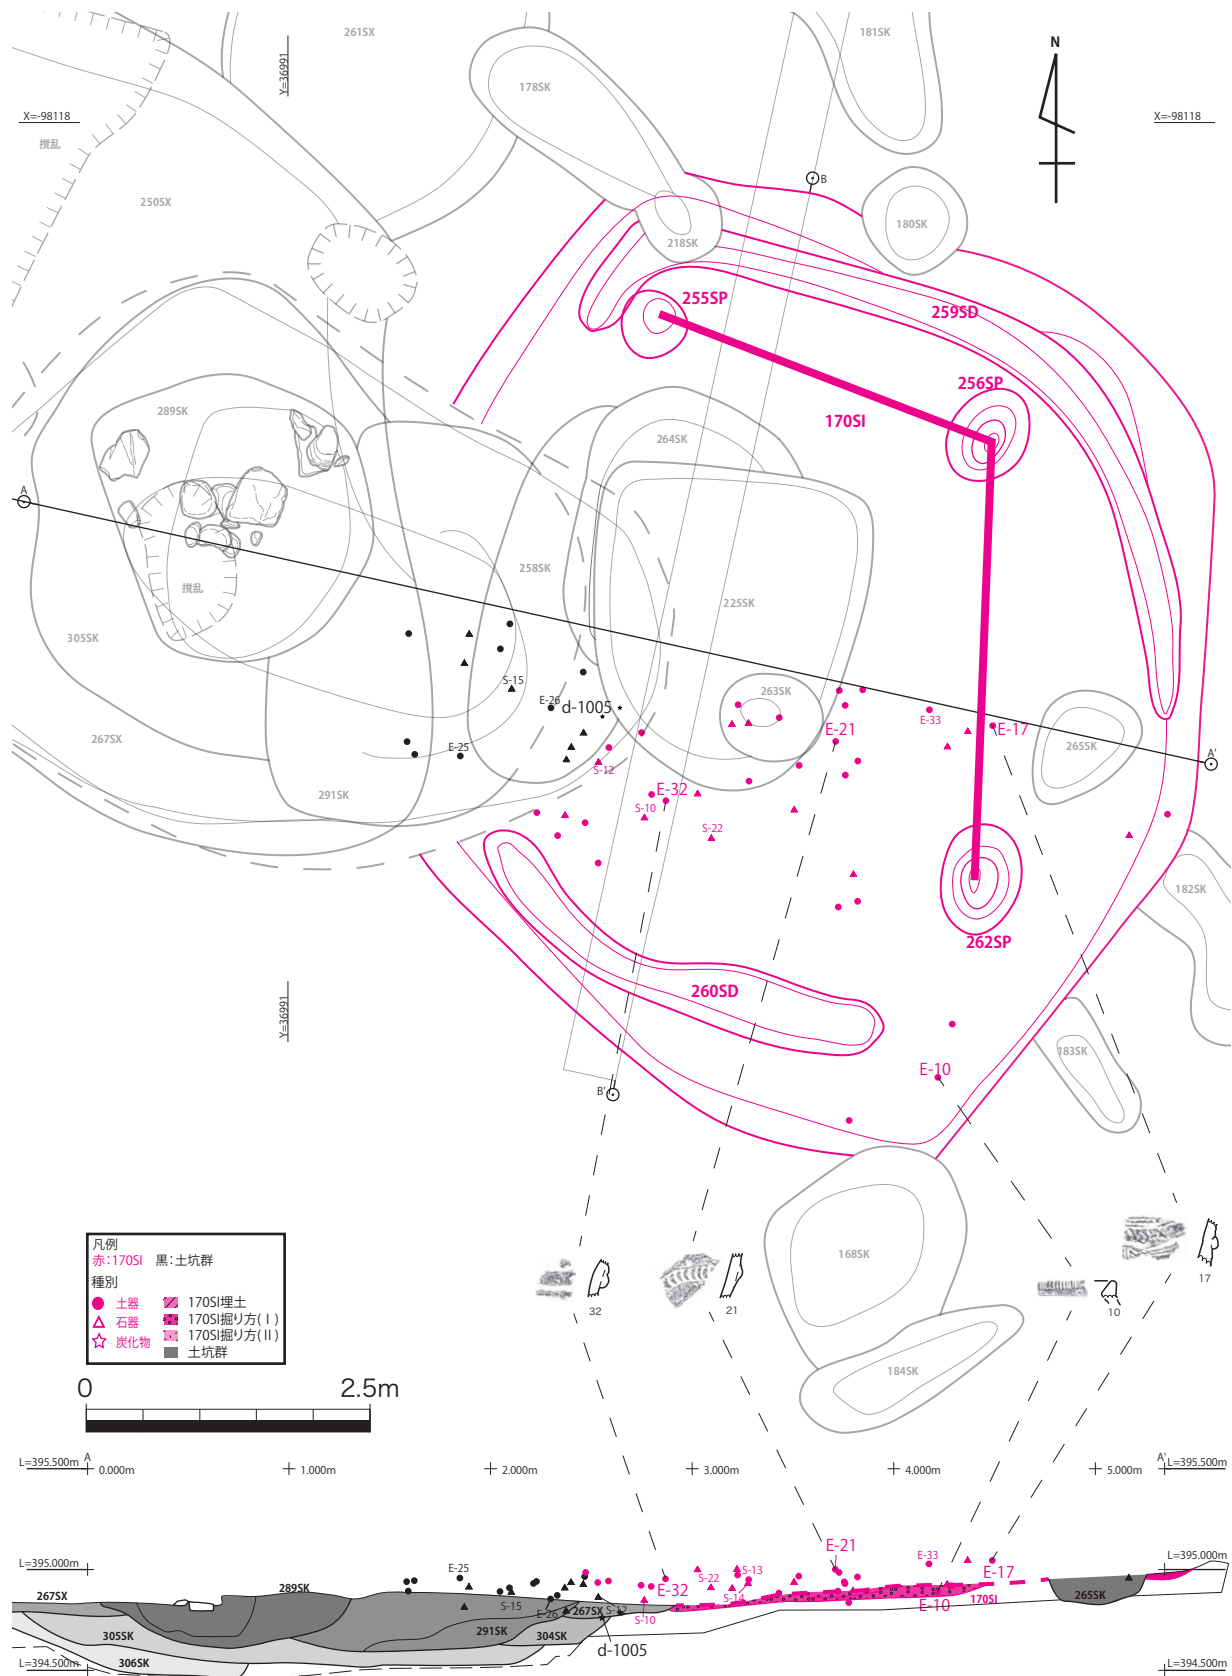 261SX
181SK
N
Y=36991
178SK
X=-98118
X=-98118
撹乱
B
250SX
180SK
218SK
255SP
259SD
256SP
170SI
289SK
264SK
A
258SK
撹乱
225SK
305SK
S-15
263SK
E-26
d-1005
E-33
E-17
E-21
267SX
E-25
265SK
A'
S-12
E-32
291SK
S-10
S-22
182SK
262SP
260SD
Y=36991
183SK
E-10
B'
168SK
17
32
21
10
凡例
赤:170SI 黒:土坑群
種別
土器
石器
炭化物
170SI埋土
170SI掘り方(I)
170SI掘り方(II)
土坑群
184SK
0 2.5m
L=395.500m A 0.000m 1.000m 2.000m 3.000m 4.000m 5.000m A' L=395.500m
L=395.000m L=395.000m
E-25
E-21
E-33
E-17
S-13
S-22
E-32
S-14
267SX
289SK
S-15
E-26
267SX
S-12
S-10
E-10
170SI
265SK
305SK
291SK
304SK
d-1005
306SK
L=394.500m L=394.500m